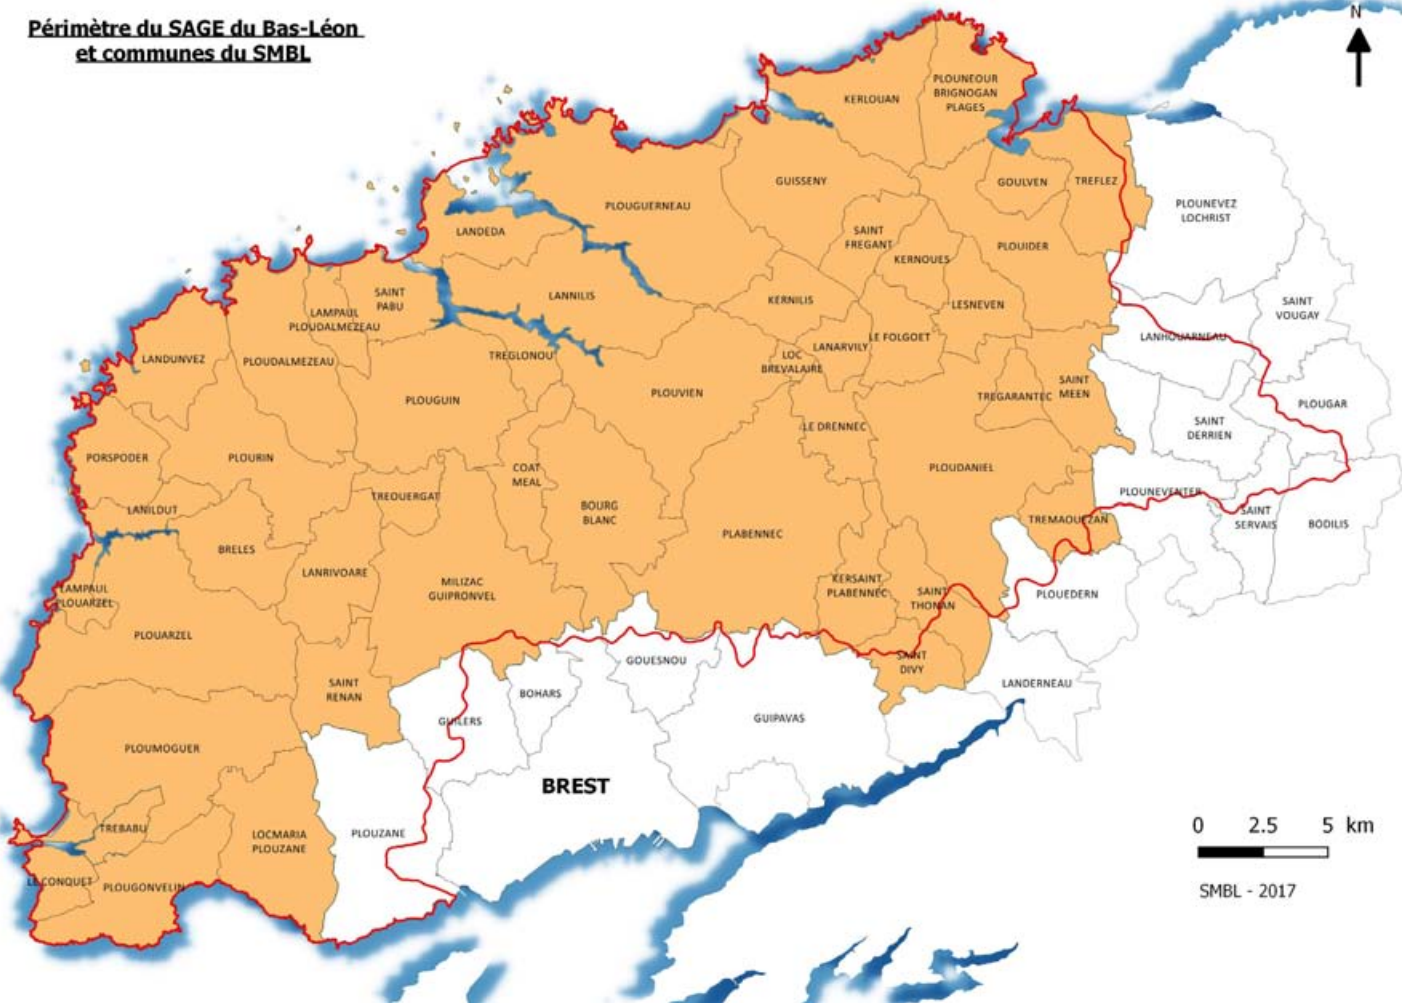 Périmètre du SAGE du Bas-Léon
et communes du SMBL
N
KERLOUAN
PLOUNEOUR
BRIGNOGAN
PLAGES
GUISSENY
GOULVEN
TREFLEZ
PLOUNEVEZ
LOCHRIST
PLOUGUERNEAU
LANDEDA
SAINT
FREGANT
KERNOUES
PLOUIDER
LANNILIS
KERNILIS
LESNEVEN
SAINT
VOUGAY
SAINT
PABU
LAMPAUL
PLOUDALMEZEAU
LANHOUARNEAU
LE FOLGOET
LANARVILY
LOC
BREVALAIRE
TREGLONOU
LANDUNVEZ
PLOUDALMEZEAU
PLOUVIEN
PLOUGUIN
TREGARANTEC
SAINT
MEEN
PLOUGAR
SAINT
DERRIEN
LE DRENNEC
PORSPODER
PLOURIN
COAT
MEAL
PLOUDANIEL
TREOUERGAT
PLOUNEVENTER
LANILDUT
BOURG
BLANC
PLABENNEC
TREMAOUEZAN
SAINT
SERVAIS
BODILIS
BRELES
LANRIVOARE
MILIZAC
GUIPRONVEL
KERSAINT
PLABENNEC
SAINT
THONAN
PLOUEDERN
LAMPAUL
PLOUARZEL
PLOUARZEL
SAINT
DIVY
GOUESNOU
LANDERNEAU
SAINT
RENAN
BOHARS
GUILERS
GUIPAVAS
PLOUMOGUER
BREST
TREBABU
LOCMARIA
PLOUZANE
PLOUZANE
LE CONQUET
PLOUGONVELIN
0 2.5 5 km
SMBL - 2017